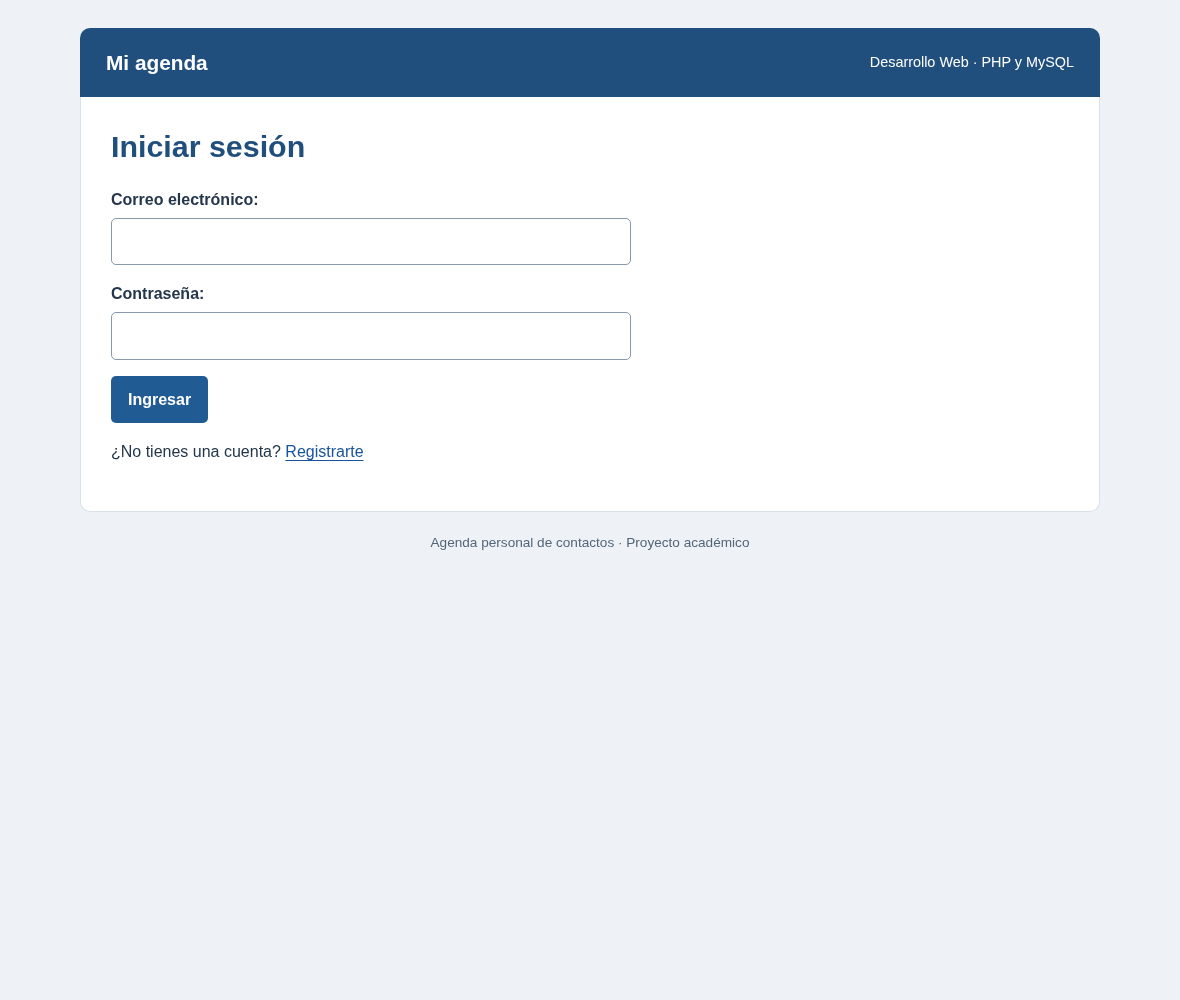 Mi agenda
Desarrollo Web · PHP y MySQL
Iniciar sesión
Correo electrónico:
Contraseña:
Ingresar
¿No tienes una cuenta? Registrarte
Agenda personal de contactos · Proyecto académico